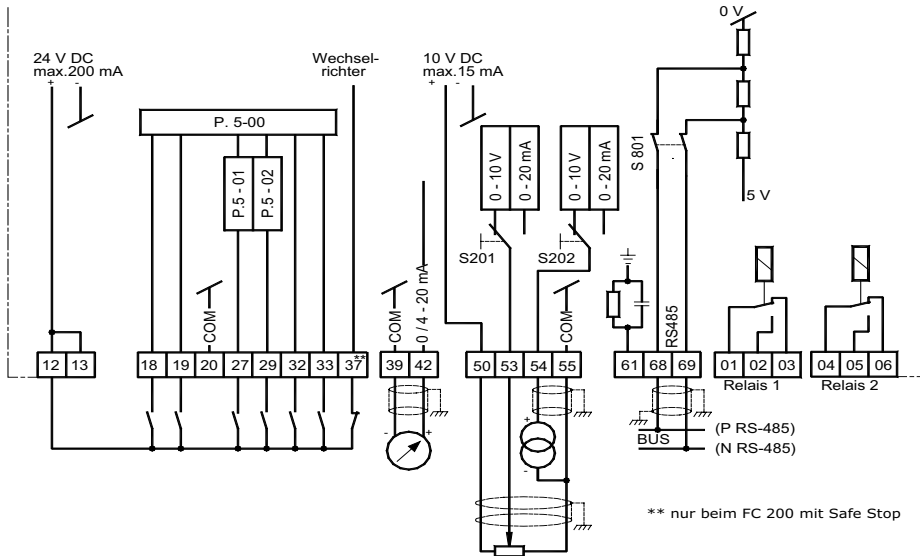 0 V
24 V DC
max.200 mA
+ -
Wechsel-
richter
10 V DC
max.15 mA
+ -
P. 5-00
P.5 - 01
P.5 - 02
0 - 10 V
0 - 20 mA
0 - 10 V
0 - 20 mA
S 801
5 V
S201
S202
COM
COM
0 / 4 - 20 mA
COM
RS485
12 13
18 19 20 27 29 32 33 37**
39 42
50 53 54 55
61 68 69
01 02 03
04 05 06
Relais 1
Relais 2
- +
+
-
BUS
(P RS-485)
(N RS-485)
** nur beim FC 200 mit Safe Stop